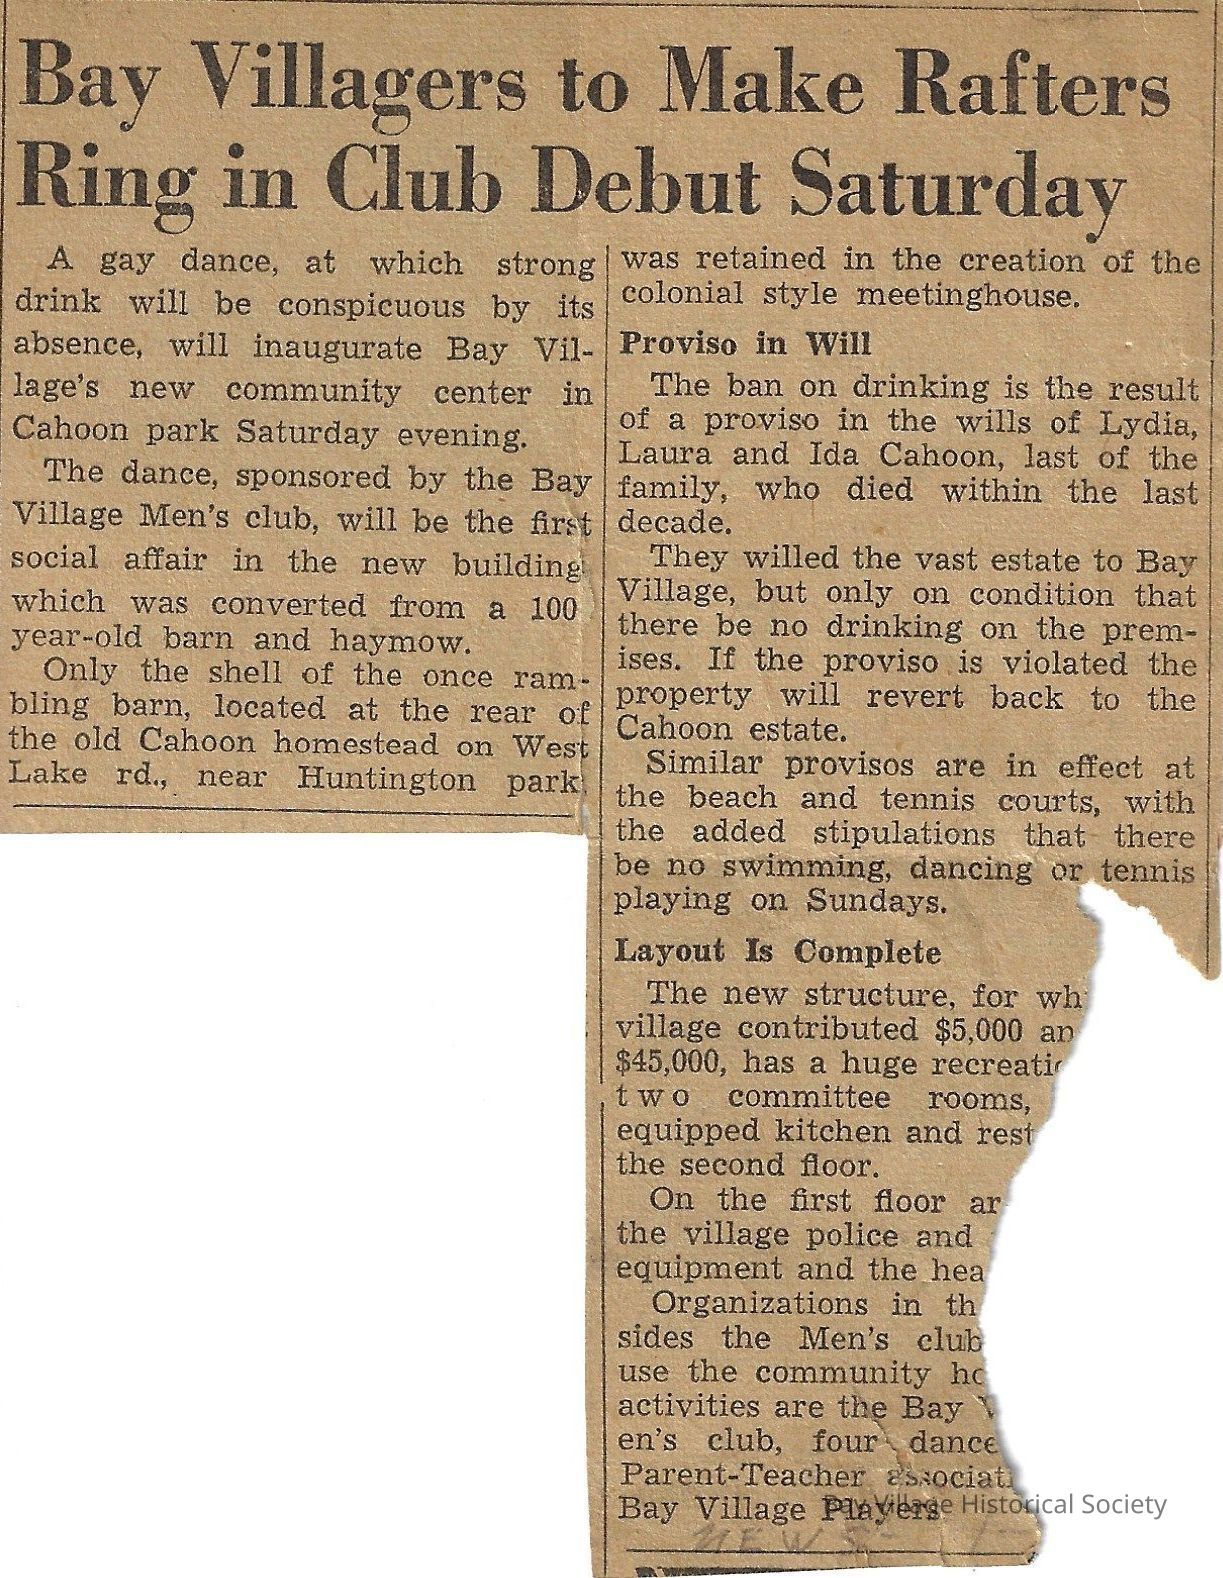 Bay Villagers to Make Rafters
Ring in Club Debut Saturday
A gay dance, at which strong
drink will be conspicuous by its
absence, will inaugurate Bay Vil-
lage's new community center in
Cahoon park Saturday evening.
The dance, sponsored by the Bay
Village Men's club, will be the first
social affair in the new building
which was converted from a 100
year-old barn and haymow.
Only the shell of the once ram-
bling barn, located at the rear of
the old Cahoon homestead on West
Lake rd., near Huntington park,
was retained in the creation of the
colonial style meetinghouse.
Proviso in Will
The ban on drinking is the result
of a proviso in the wills of Lydia,
Laura and Ida Cahoon, last of the
family, who died within the last
decade.
They willed the vast estate to Bay
Village, but only on condition that
there be no drinking on the prem-
ises. If the proviso is violated the
property will revert back to the
Cahoon estate.
Similar provisos are in effect at
the beach and tennis courts, with
the added stipulations that there
be no swimming, dancing or tennis
playing on Sundays.
Layout Is Complete
The new structure, for wh
village contributed $5,000 an
$45,000, has a huge recreati
two committee rooms,
equipped kitchen and rest
the second floor.
On the first floor ar
the village police and
equipment and the hea
Organizations in th
sides the Men's club
use the community ho
activities are the Bay
en's club, four dance
Parent-Teacher associati
Bay Village Players
Bay Village Historical Society
NEWS-